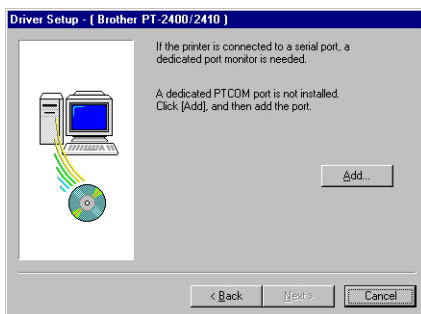 Driver Setup - ( Brother PT-2400/2410 )
If the printer is connected to a serial port, a
dedicated port monitor is needed.
A dedicated PTCOM port is not installed.
Click [Add], and then add the port.
Add...
< Back
Next >
Cancel